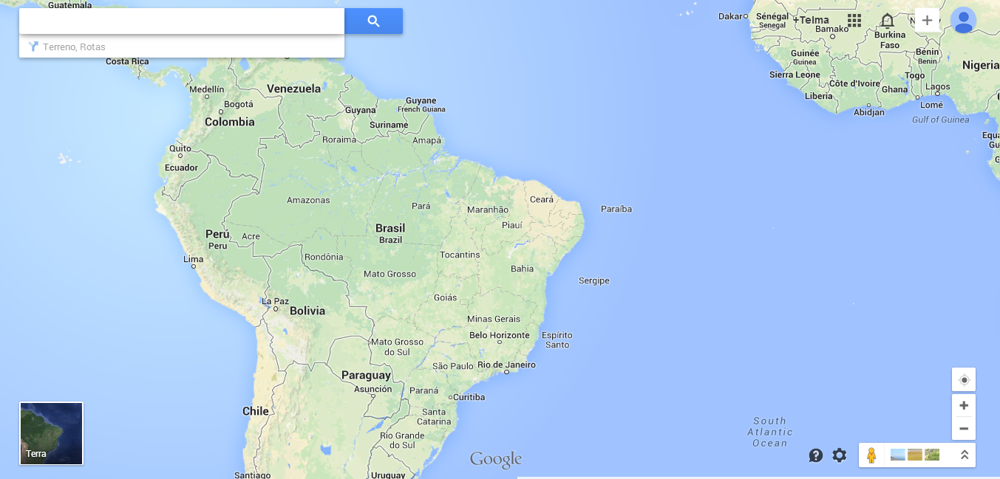 Guatemala
Terreno, Rotas
Costa Rica
Medellín
Bogotá
Colombia
Venezuela
Guyana
Guyane
French Guiana
Suriname
Roraima
Amapá
Quito
Ecuador
Amazonas
Pará
Maranhão
Ceará
Piauí
Paraíba
Perú
Peru
Acre
Brasil
Brazil
Lima
Rondônia
Tocantins
Mato Grosso
Bahia
Sergipe
La Paz
Bolivia
Goiás
Minas Gerais
Belo Horizonte
Espírito
Santo
Mato Grosso
do Sul
São Paulo
Rio de Janeiro
Paraguay
Asunción
Paraná
Curitiba
Chile
Santa
Catarina
Rio Grande
do Sul
Santiago
Uruguay
Google
South
Atlantic
Ocean
Terra
Dakar
Sénégal
Senegal
+Telma
Bamako
Burkina
Faso
Guinée
Guinea
Bénin
Benin
Nigeria
Sierra Leone
Côte d'Ivoire
Togo
Ghana
Lagos
Liberia
Abidjan
Lomé
Gulf of Guinea
Equa
Gu